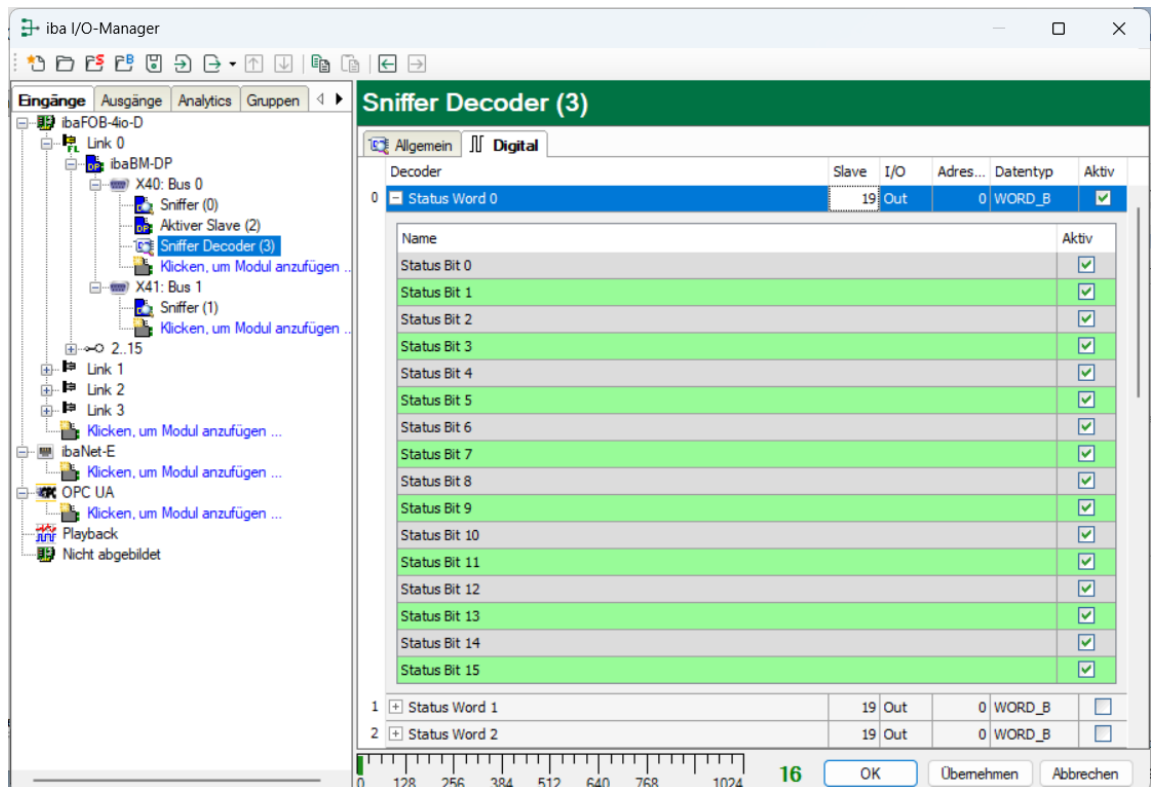 iba I/O-Manager
Eingänge Ausgänge Analytics Gruppen
ibaFOB-4io-D
Link 0
ibaBM-DP
X40: Bus 0
Sniffer (0)
Aktiver Slave (2)
Sniffer Decoder (3)
Klicken, um Modul anzufügen ..
X41: Bus 1
Sniffer (1)
Klicken, um Modul anzufügen ..
2..15
Link 1
Link 2
Link 3
Klicken, um Modul anzufügen ...
ibaNet-E
Klicken, um Modul anzufügen ...
OPC UA
Klicken, um Modul anzufügen ...
Playback
Nicht abgebildet
Sniffer Decoder (3)
Allgemein Digital
Decoder Slave I/O Adres... Datentyp Aktiv
0 Status Word 0 19 Out 0 WORD_B
Name Aktiv
Status Bit 0
Status Bit 1
Status Bit 2
Status Bit 3
Status Bit 4
Status Bit 5
Status Bit 6
Status Bit 7
Status Bit 8
Status Bit 9
Status Bit 10
Status Bit 11
Status Bit 12
Status Bit 13
Status Bit 14
Status Bit 15
1 Status Word 1 19 Out 0 WORD_B
2 Status Word 2 19 Out 0 WORD_B
0 128 256 384 512 640 768 1024 16 OK Übernehmen Abbrechen